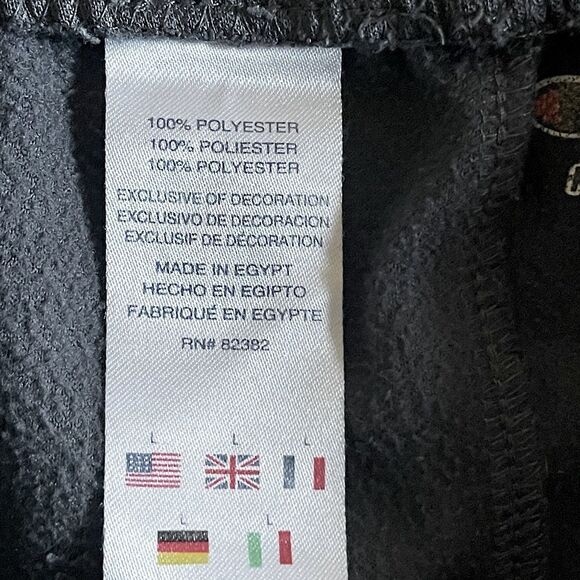 100% POLYESTER
100% POLIESTER
100% POLYESTER
EXCLUSIVE OF DECORATION
EXCLUSIVO DE DECORACION
EXCLUSIF DE DÉCORATION
MADE IN EGYPT
HECHO EN EGIPTO
FABRIQUÉ EN EGYPTE
RN# 82382
L L L
L L